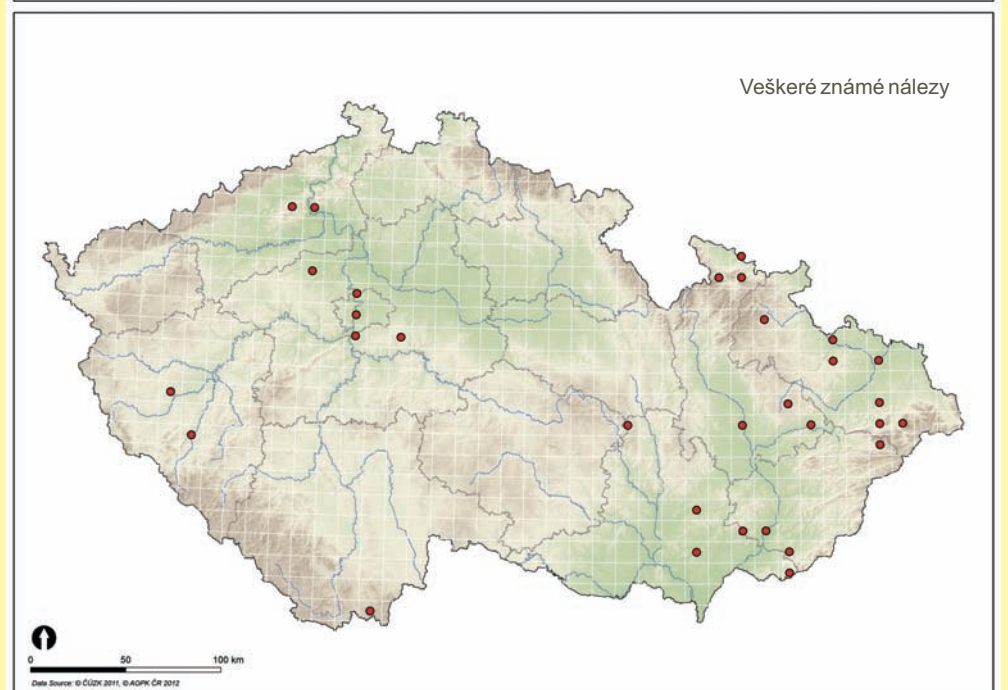 Veškeré známé nálezy
0 50 100 km
Data Source: © ČÚZK 2011, © AOPK ČR 2012